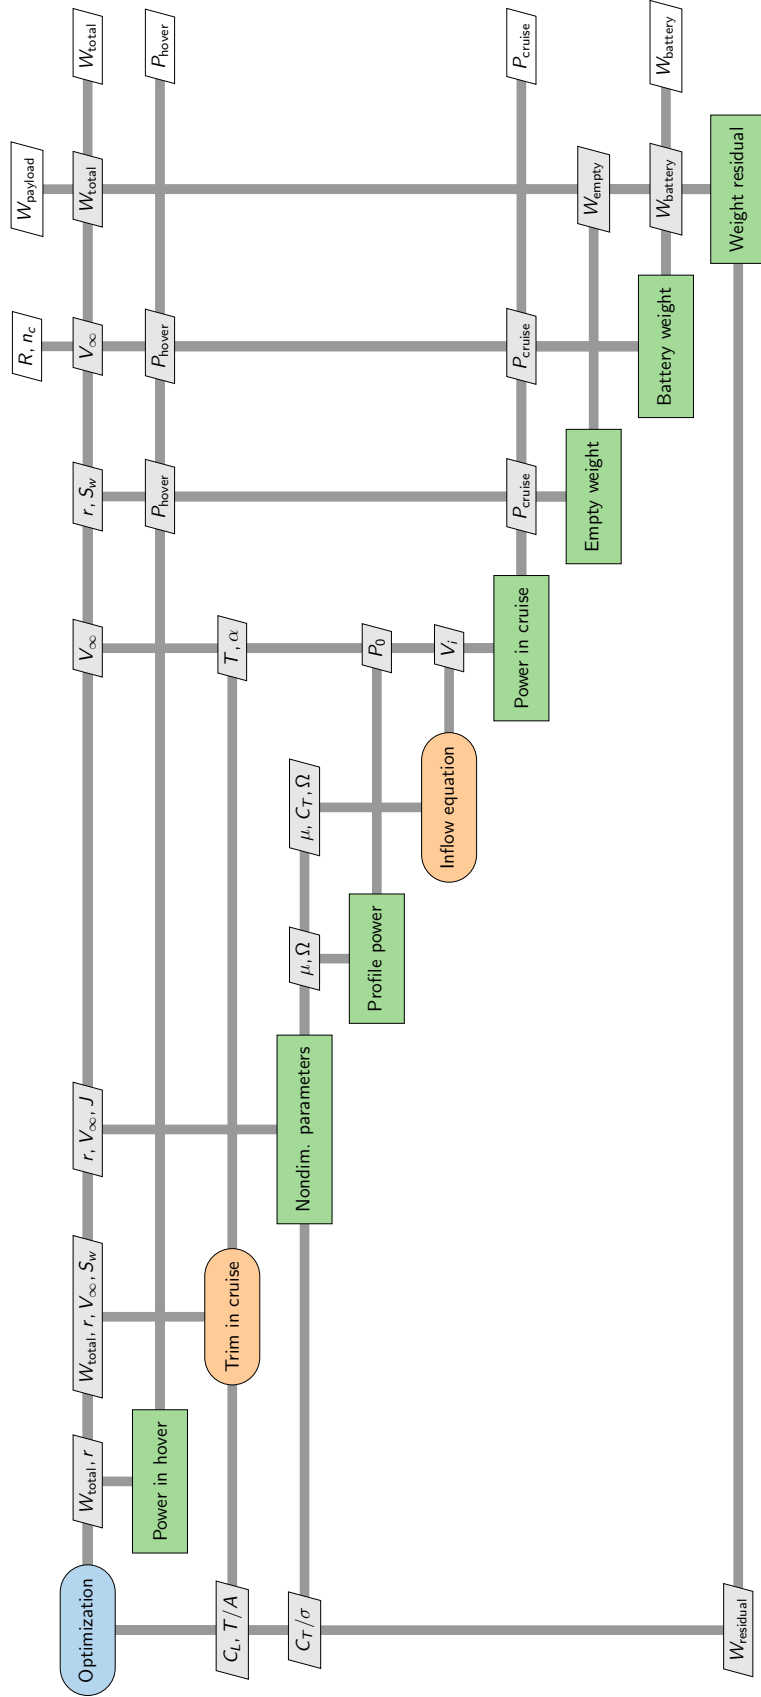 R, n_c
W_payload
Optimization
W_total, r
W_total, r, V_∞, S_w
r, V_∞, J
V_∞
r, S_w
V_∞
W_total
W_total
Power in hover
P_hover
P_hover
P_hover
C_L, T/A
Trim in cruise
T, α
C_T/σ
Nondim. parameters
μ, Ω
μ, C_T, Ω
Profile power
P_0
Inflow equation
V_i
Power in cruise
P_cruise
P_cruise
P_cruise
Empty weight
W_empty
Battery weight
W_battery
W_battery
W_residual
Weight residual